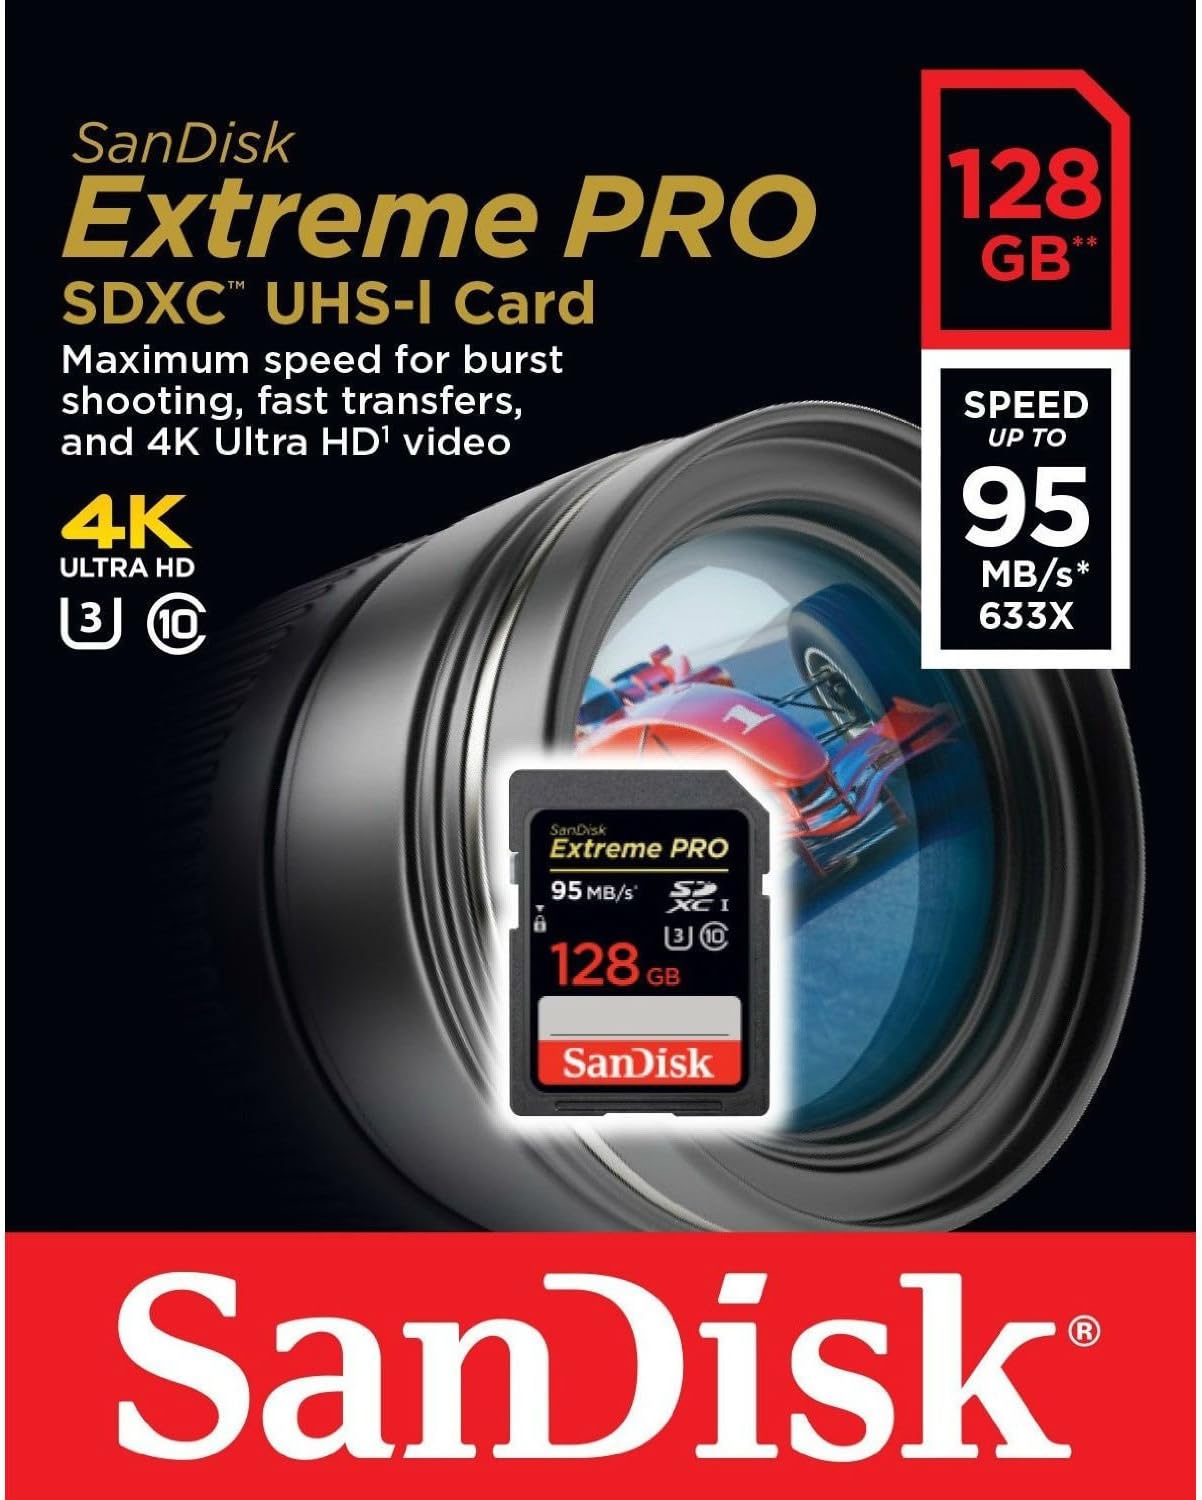 SanDisk
Extreme PRO
SDXC™ UHS-I Card
Maximum speed for burst
shooting, fast transfers,
and 4K Ultra HD¹ video
4K
ULTRA HD
3 10
128
GB**
SPEED
UP TO
95
MB/s*
633X
1
SanDisk
Extreme PRO
95 MB/s*
SD
XC I
3 10
128 GB
SanDisk
SanDisk®